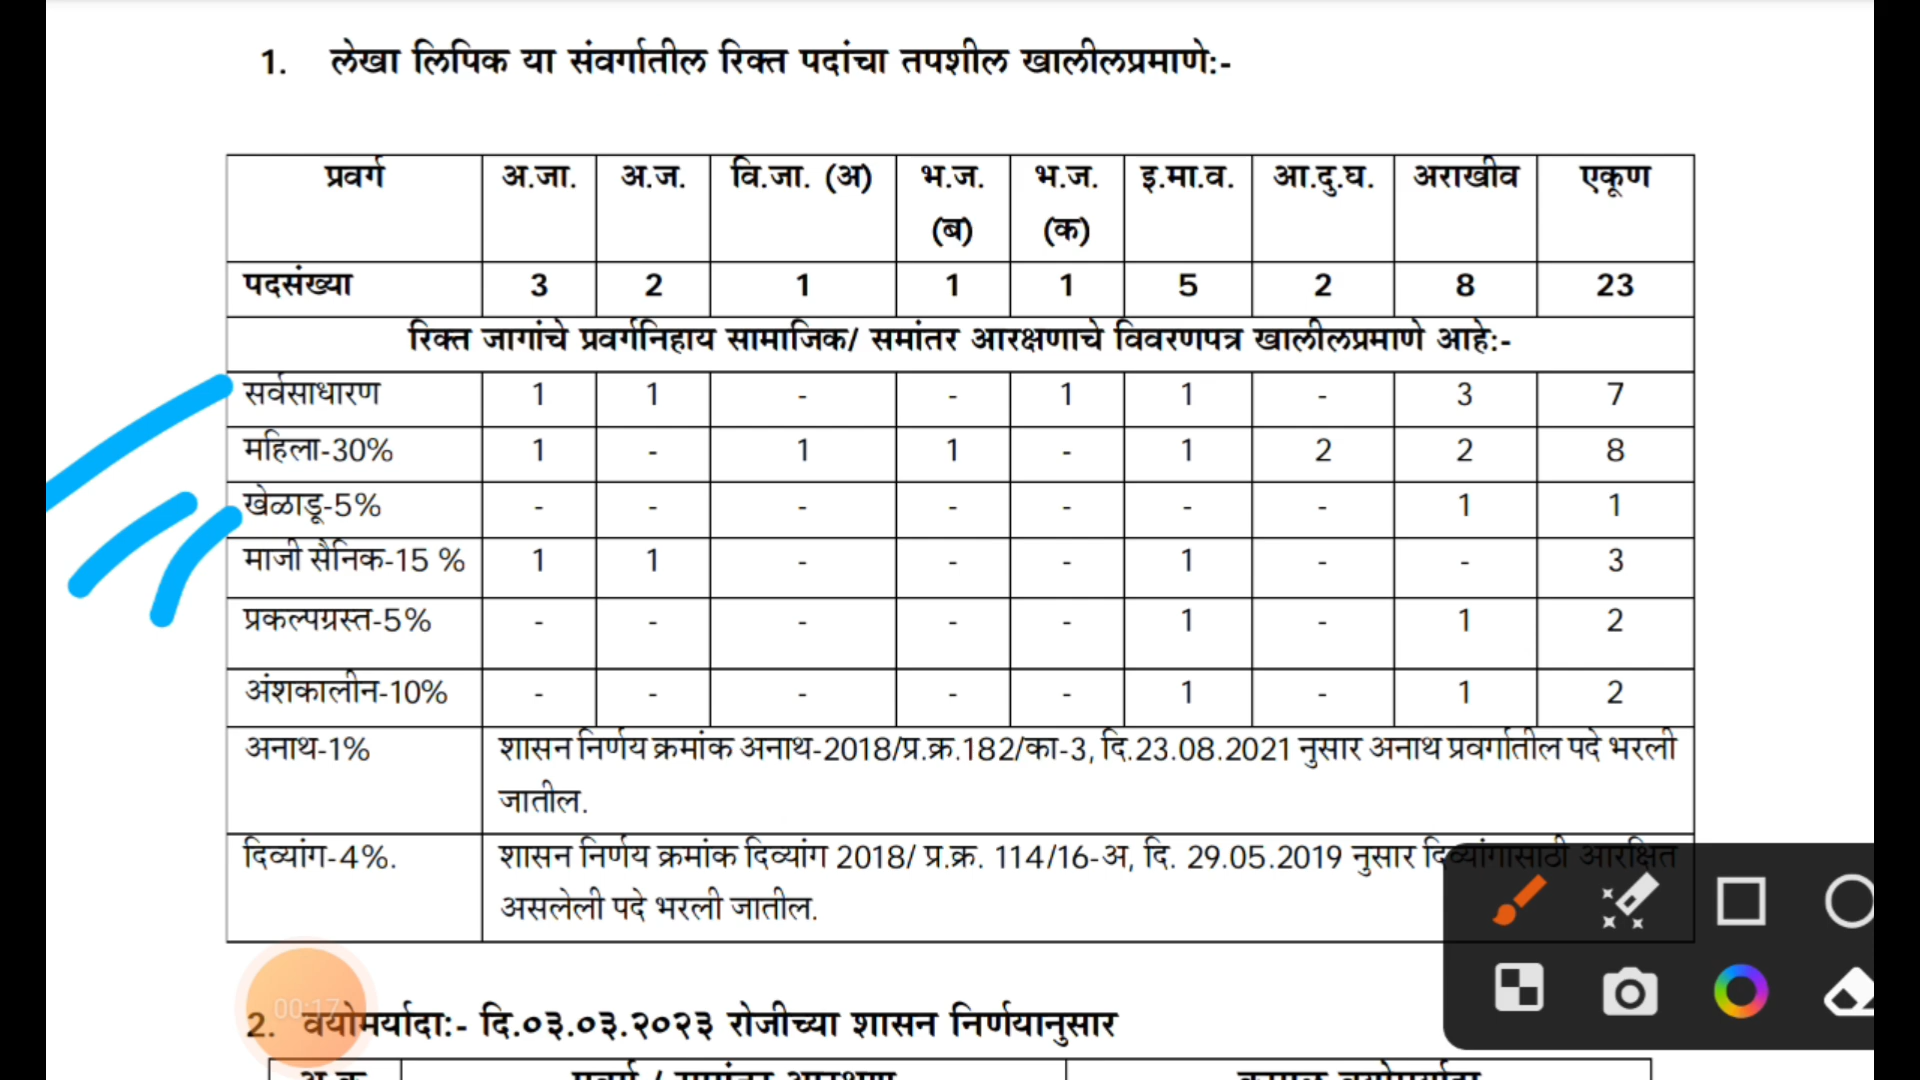 1. लेखा लिपिक या संवर्गातील रिक्त पदांचा तपशील खालीलप्रमाणे:-
प्रवर्ग अ.जा. अ.ज. वि.जा. (अ) भ.ज. (ब) भ.ज. (क) इ.मा.व. आ.दु.घ. अराखीव एकूण
पदसंख्या 3 2 1 1 1 5 2 8 23
रिक्त जागांचे प्रवर्गनिहाय सामाजिक/ समांतर आरक्षणाचे विवरणपत्र खालीलप्रमाणे आहे:-
सर्वसाधारण 1 1 - - 1 1 - 3 7
महिला-30% 1 - 1 1 - 1 2 2 8
खेळाडू-5% - - - - - - - 1 1
माजी सैनिक-15 % 1 1 - - - 1 - - 3
प्रकल्पग्रस्त-5% - - - - - 1 - 1 2
अंशकालीन-10% - - - - - 1 - 1 2
अनाथ-1% शासन निर्णय क्रमांक अनाथ-2018/प्र.क्र.182/का-3, दि.23.08.2021 नुसार अनाथ प्रवर्गातील पदे भरली
जातील.
दिव्यांग-4%. शासन निर्णय क्रमांक दिव्यांग 2018/ प्र.क्र. 114/16-अ, दि. 29.05.2019 नुसार दिव्यांगासाठी आरक्षित
असलेली पदे भरली जातील.
00:17
2. वयोमर्यादा:- दि.०३.०३.२०२३ रोजीच्या शासन निर्णयानुसार